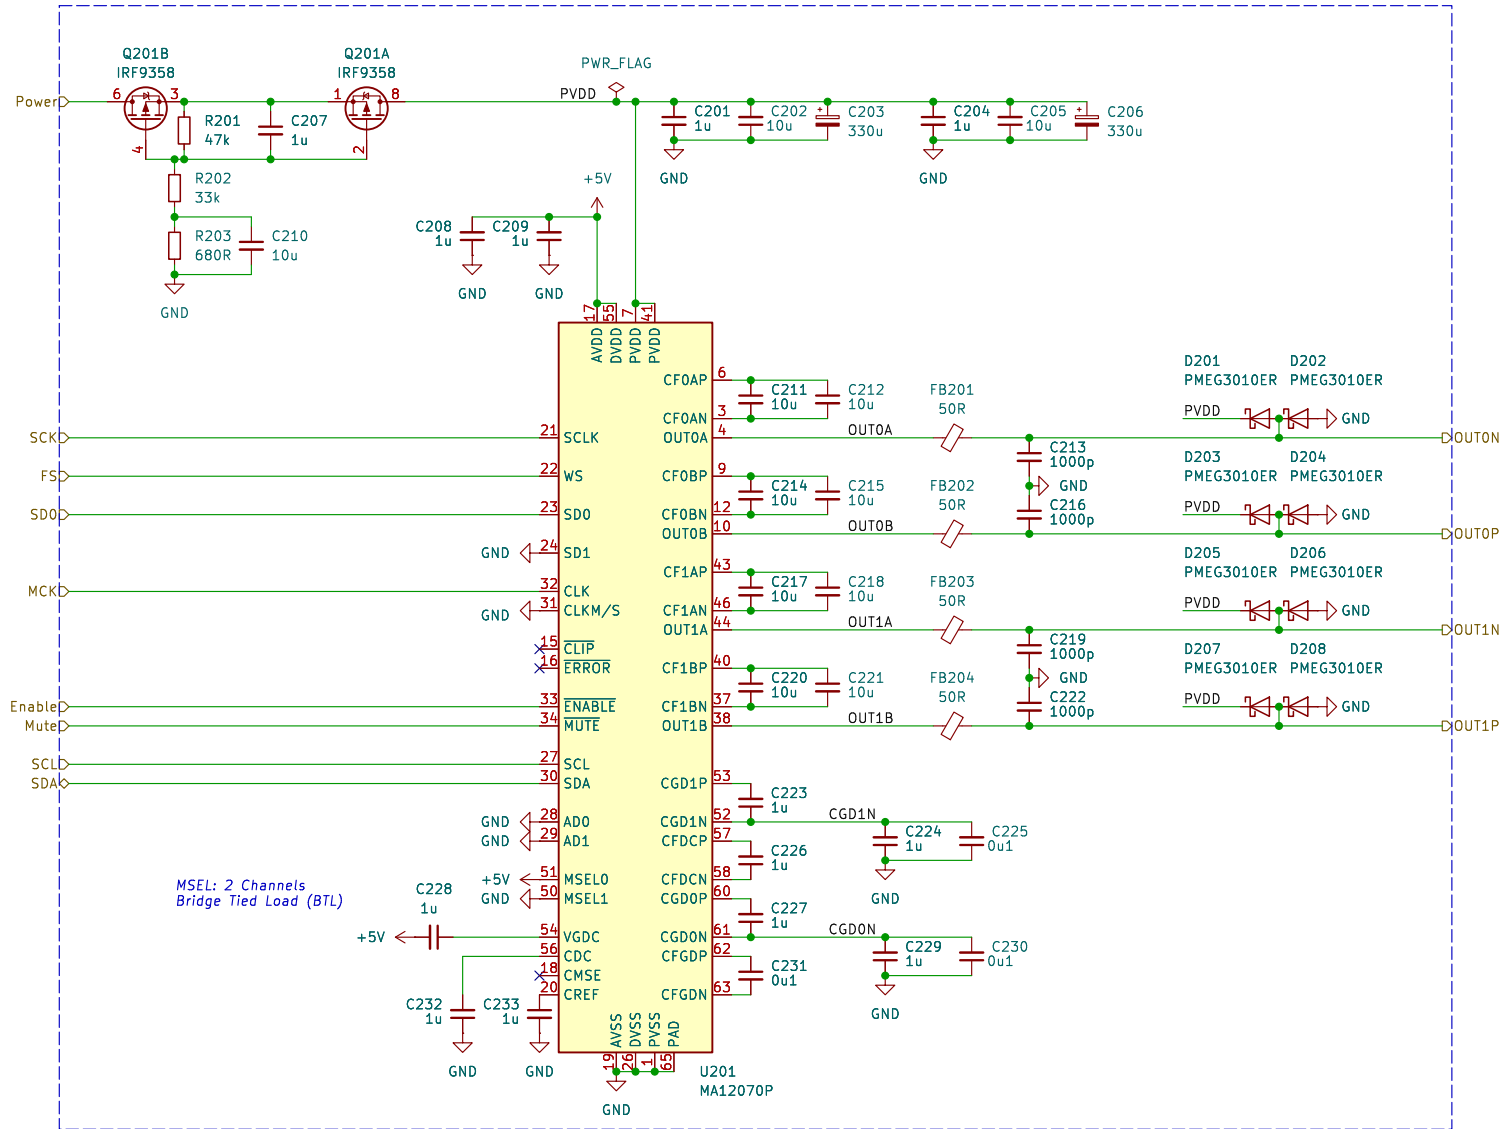 Q201B
IRF9358
Q201A
IRF9358
PWR_FLAG
Power
6
3
1
8
PVDD
4
2
R201
47k
C207
1u
C201
1u
C202
10u
C203
330u
C204
1u
C205
10u
C206
330u
GND
GND
R202
33k
R203
680R
C210
10u
GND
+5V
C208
1u
C209
1u
GND
GND
17
55
7
41
AVDD
DVDD
PVDD
PVDD
SCK
21
SCLK
FS
22
WS
SD0
23
SD0
GND
24
SD1
MCK
32
CLK
GND
31
CLKM/S
15
CLIP
16
ERROR
Enable
33
ENABLE
Mute
34
MUTE
SCL
27
SCL
SDA
30
SDA
GND
28
AD0
GND
29
AD1
+5V
51
MSEL0
GND
50
MSEL1
MSEL: 2 Channels
Bridge Tied Load (BTL)
C228
1u
+5V
54
VGDC
56
CDC
18
CMSE
20
CREF
C232
1u
C233
1u
GND
GND
CF0AP
6
C211
10u
C212
10u
CF0AN
3
OUT0A
4
OUT0A
FB201
50R
CF0BP
9
C214
10u
C215
10u
CF0BN
12
OUT0B
10
OUT0B
FB202
50R
C213
1000p
GND
C216
1000p
CF1AP
43
C217
10u
C218
10u
CF1AN
46
OUT1A
44
OUT1A
FB203
50R
CF1BP
40
C220
10u
C221
10u
CF1BN
37
OUT1B
38
OUT1B
FB204
50R
C219
1000p
GND
C222
1000p
D201
PMEG3010ER
D202
PMEG3010ER
PVDD
GND
OUT0N
D203
PMEG3010ER
D204
PMEG3010ER
PVDD
GND
OUT0P
D205
PMEG3010ER
D206
PMEG3010ER
PVDD
GND
OUT1N
D207
PMEG3010ER
D208
PMEG3010ER
PVDD
GND
OUT1P
CGD1P
53
C223
1u
CGD1N
52
CGD1N
C224
1u
C225
0u1
GND
CFDCP
57
C226
1u
CFDCN
58
CGD0P
60
C227
1u
CGD0N
61
CGD0N
C229
1u
C230
0u1
GND
CFGDP
62
C231
0u1
CFGDN
63
AVSS
DVSS
PVSS
PAD
19
26
1
65
GND
U201
MA12070P